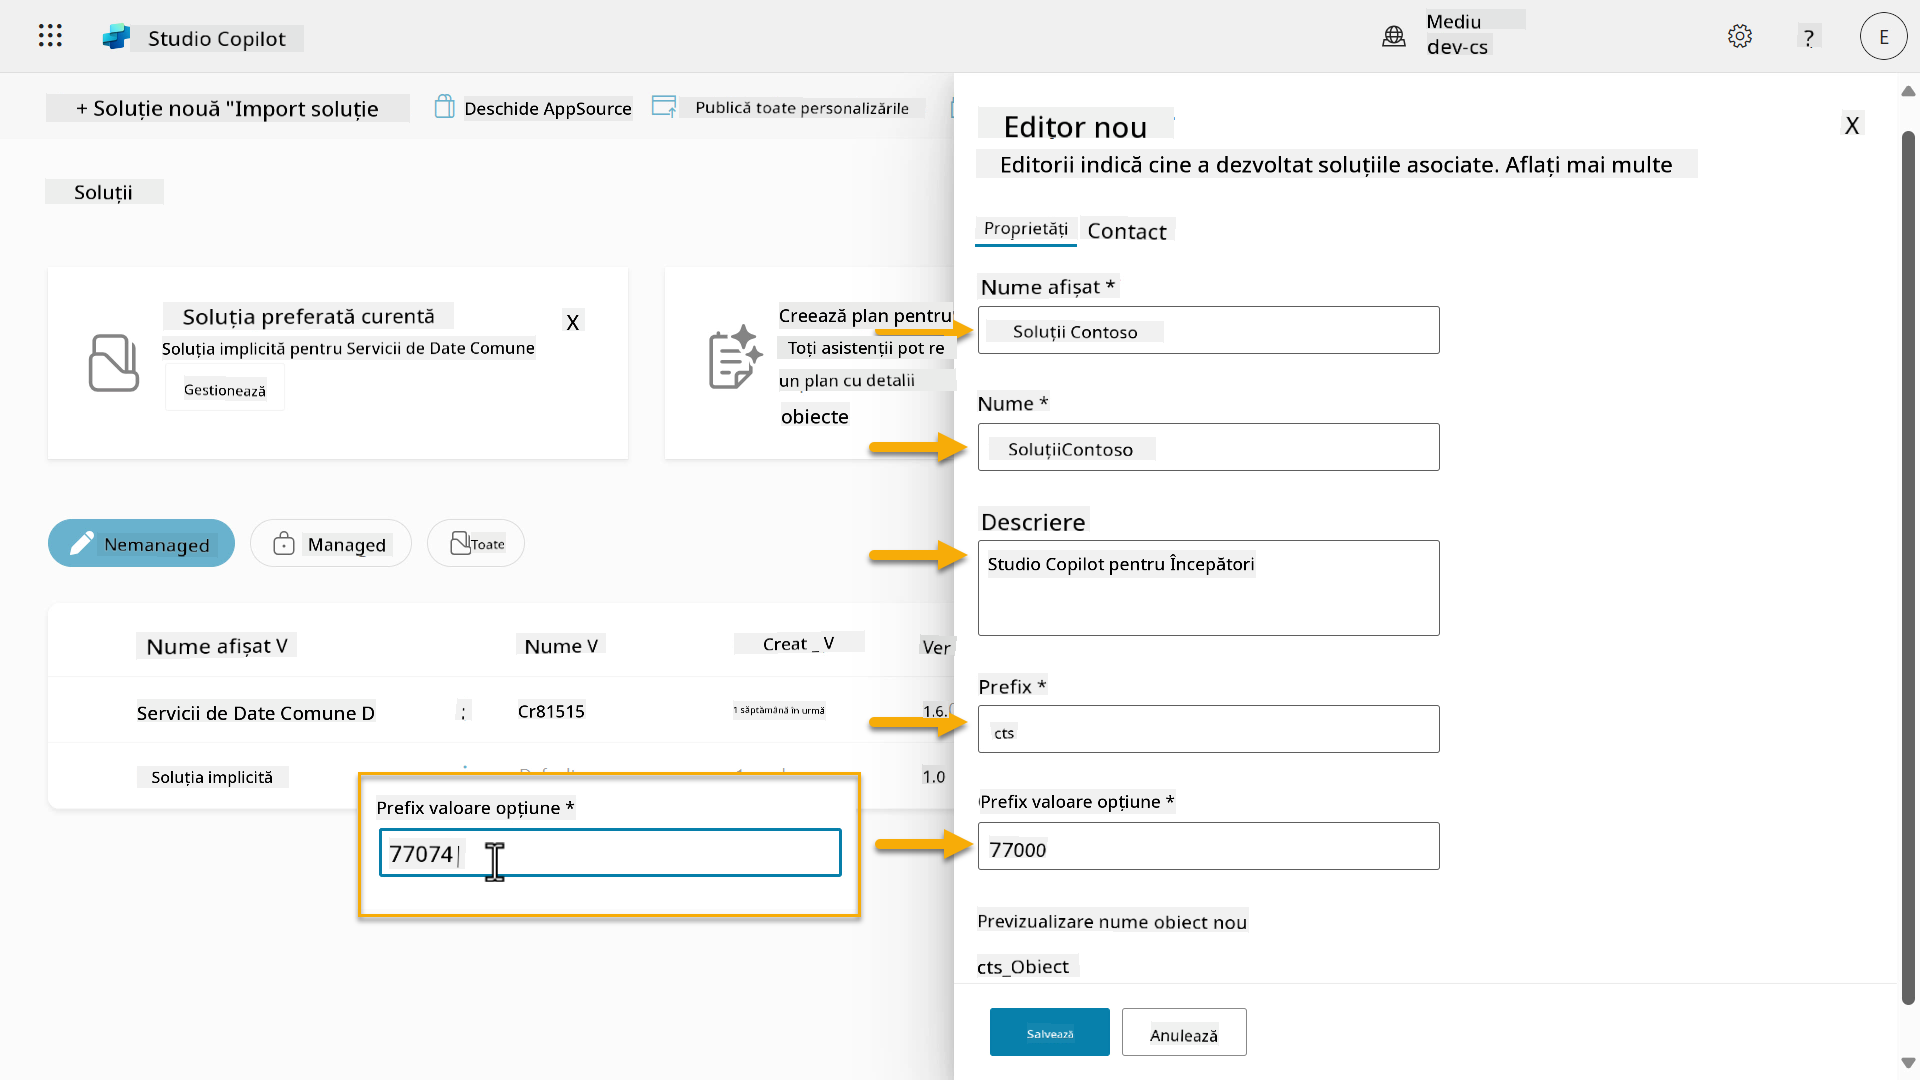 Studio Copilot
Mediu
dev-cs
?
E
+ Soluție nouă "Import soluție
Deschide AppSource
Publică toate personalizările
Soluții
Soluția preferată curentă
X
Soluția implicită pentru Servicii de Date Comune
Gestionează
Creează plan pentru
Toți asistenții pot re
un plan cu detalii
obiecte
Nemanaged
Managed
Toate
Nume afișat V
Nume V
Creat _ V
Ver
Servicii de Date Comune D
:
Cr81515
1 săptămână în urmă
1.6.
Soluția implicită
1.0
Prefix valoare opțiune *
77074
Editor nou
X
Editorii indică cine a dezvoltat soluțiile asociate. Aflați mai multe
Proprietăți
Contact
Nume afișat *
Soluții Contoso
Nume *
SoluțiiContoso
Descriere
Studio Copilot pentru Începători
Prefix *
cts
Prefix valoare opțiune *
77000
Previzualizare nume obiect nou
cts_Obiect
Salvează
Anulează